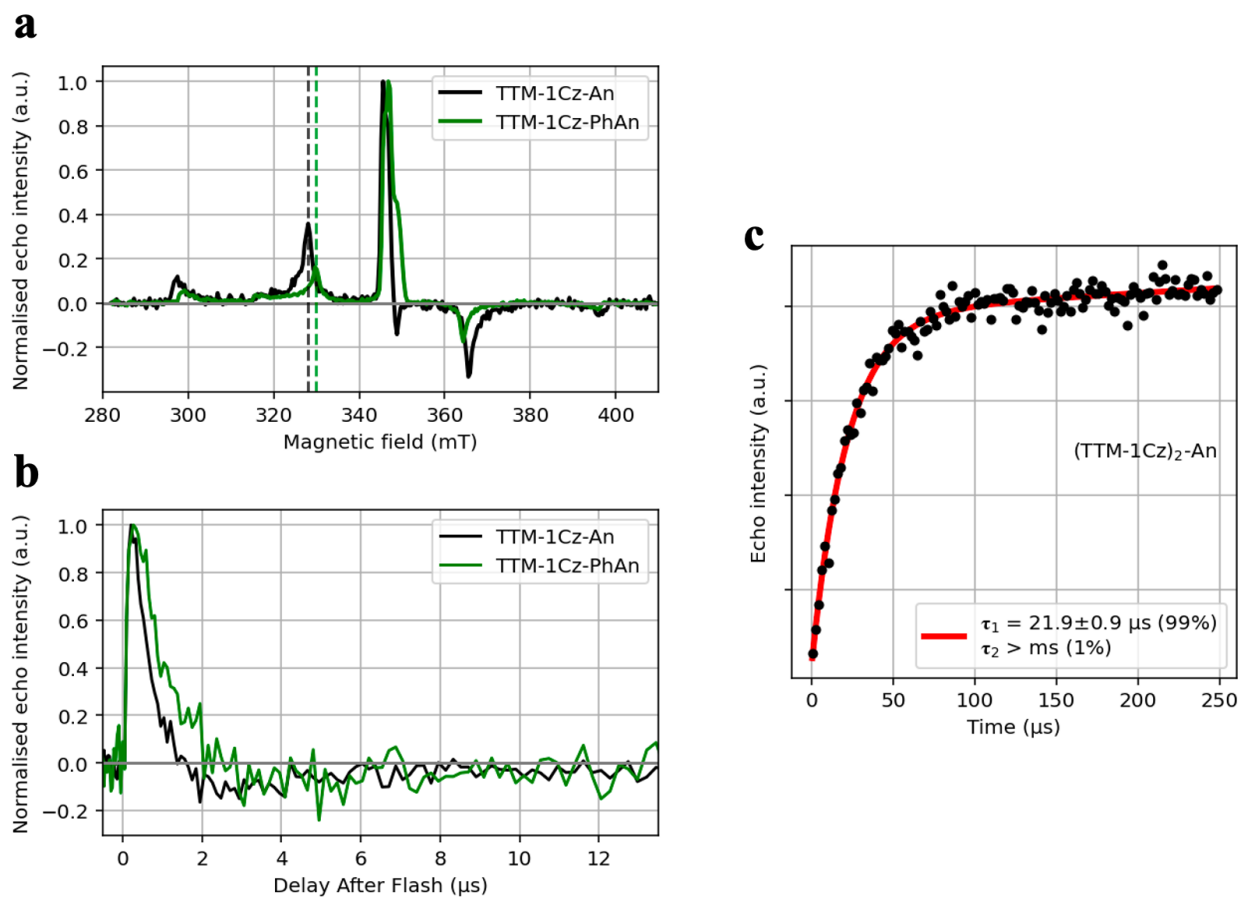 a
Normalised echo intensity (a.u.)
1.0
0.8
0.6
0.4
0.2
0.0
−0.2
280 300 320 340 360 380 400
Magnetic field (mT)
TTM-1Cz-An
TTM-1Cz-PhAn
b
Normalised echo intensity (a.u.)
1.0
0.8
0.6
0.4
0.2
0.0
−0.2
0 2 4 6 8 10 12
Delay After Flash (μs)
TTM-1Cz-An
TTM-1Cz-PhAn
c
Echo intensity (a.u.)
(TTM-1Cz)₂-An
τ₁ = 21.9±0.9 μs (99%)
τ₂ > ms (1%)
0 50 100 150 200 250
Time (μs)